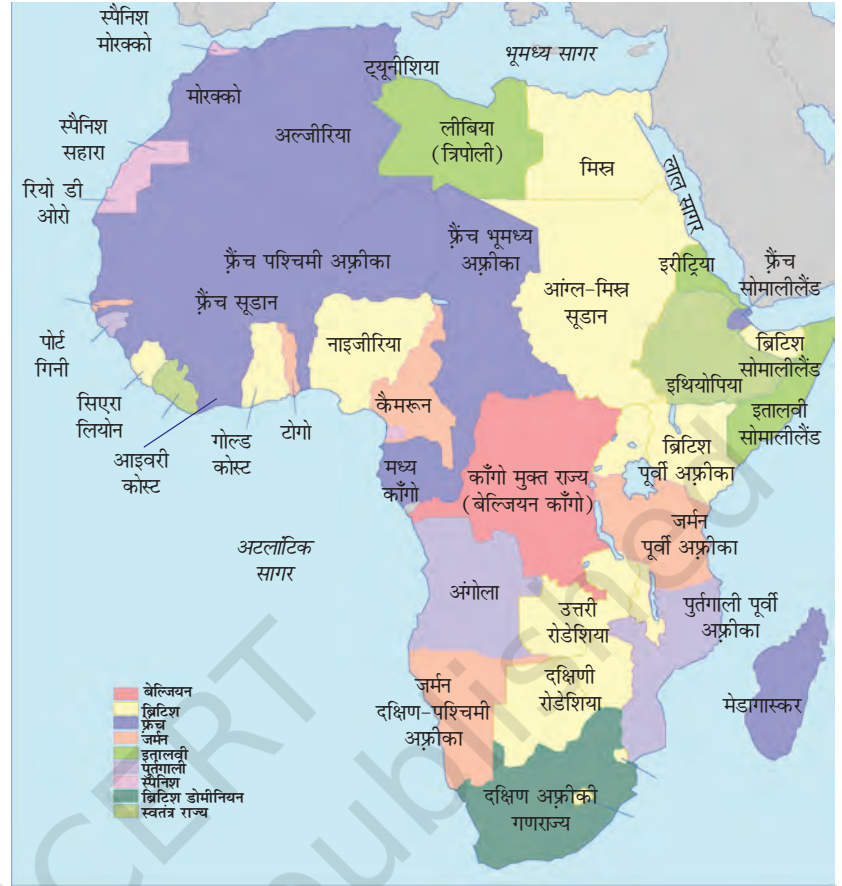 स्पैनिश
मोरक्को
ट्यूनीशिया
भूमध्य सागर
मोरक्को
अल्जीरिया
लीबिया
(त्रिपोली)
मिस्र
लाल सागर
स्पैनिश
सहारा
रियो डी
ओरो
फ़्रैंच पश्चिमी अफ़्रीका
फ़्रैंच भूमध्य
अफ़्रीका
फ़्रैंच सूडान
आंग्ल-मिस्र
सूडान
इरीट्रिया
फ़्रैंच
सोमालीलैंड
ब्रिटिश
सोमालीलैंड
इथियोपिया
इतालवी
सोमालीलैंड
पोर्ट
गिनी
सिएरा
लियोन
आइवरी
कोस्ट
गोल्ड
कोस्ट
टोगो
नाइजीरिया
कैमरून
मध्य
काँगो
काँगो मुक्त राज्य
(बेल्जियन काँगो)
ब्रिटिश
पूर्वी अफ़्रीका
जर्मन
पूर्वी अफ़्रीका
अटलांटिक
सागर
अंगोला
उत्तरी
रोडेशिया
पुर्तगाली पूर्वी
अफ़्रीका
जर्मन
दक्षिण-पश्चिमी
अफ़्रीका
दक्षिणी
रोडेशिया
मेडागास्कर
दक्षिण अफ़्रीकी
गणराज्य
बेल्जियन
ब्रिटिश
फ्रैंच
जर्मन
इतालवी
पुर्तगाली
स्पैनिश
ब्रिटिश डोमीनियन
स्वतंत्र राज्य
CERT
published